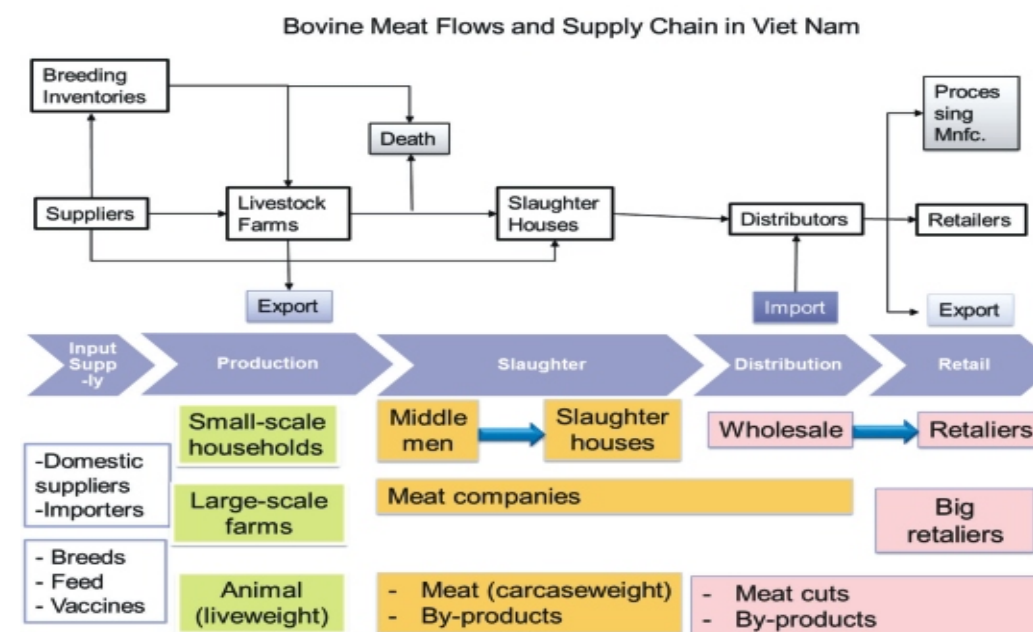 Bovine Meat Flows and Supply Chain in Viet Nam
Breeding
Inventories
Death
Proces
sing
Mnfc.
Suppliers
Livestock
Farms
Slaughter
Houses
Distributors
Retailers
Export
Import
Export
Input
Supp
-ly
Production
Slaughter
Distribution
Retail
-Domestic
suppliers
-Importers
- Breeds
- Feed
- Vaccines
Small-scale
households
Large-scale
farms
Animal
(liveweight)
Middle
men
Slaughter
houses
Meat companies
- Meat (carcaseweight)
- By-products
Wholesale
Retaliers
Big
retaliers
- Meat cuts
- By-products